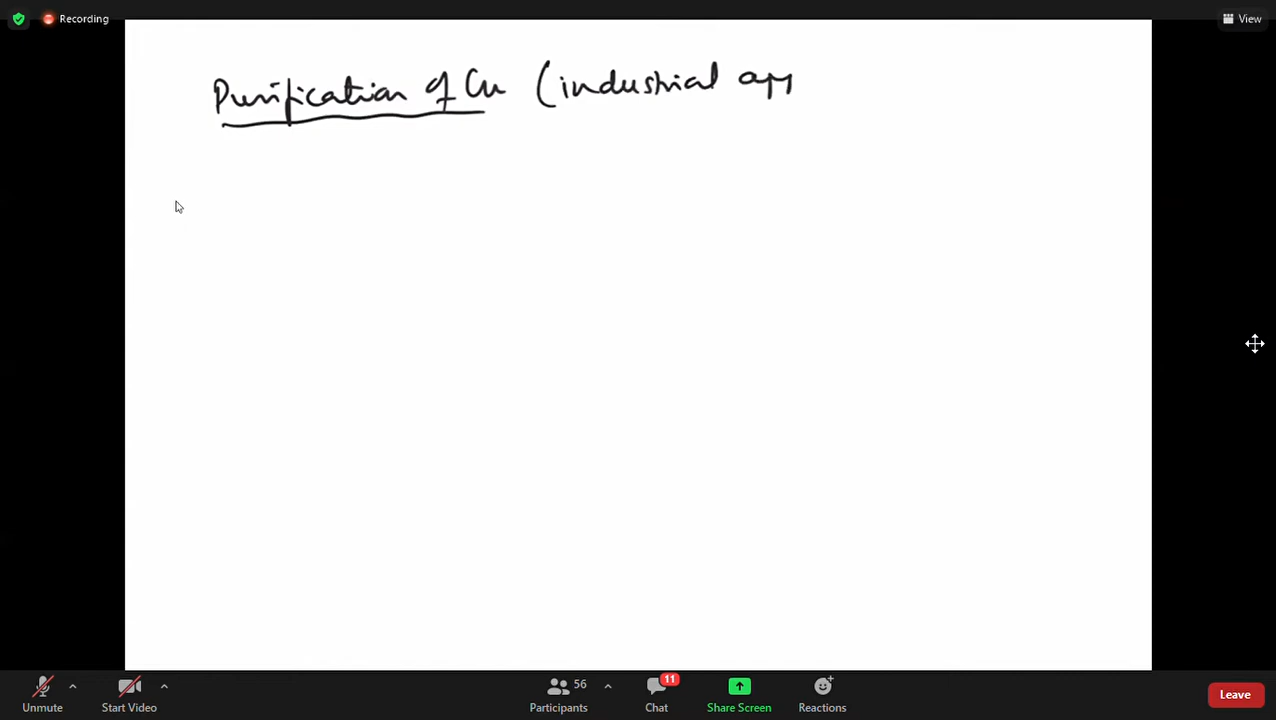 Recording
View
Purification of Cu (industrial app
Unmute
Start Video
56
Participants
11
Chat
Share Screen
Reactions
Leave